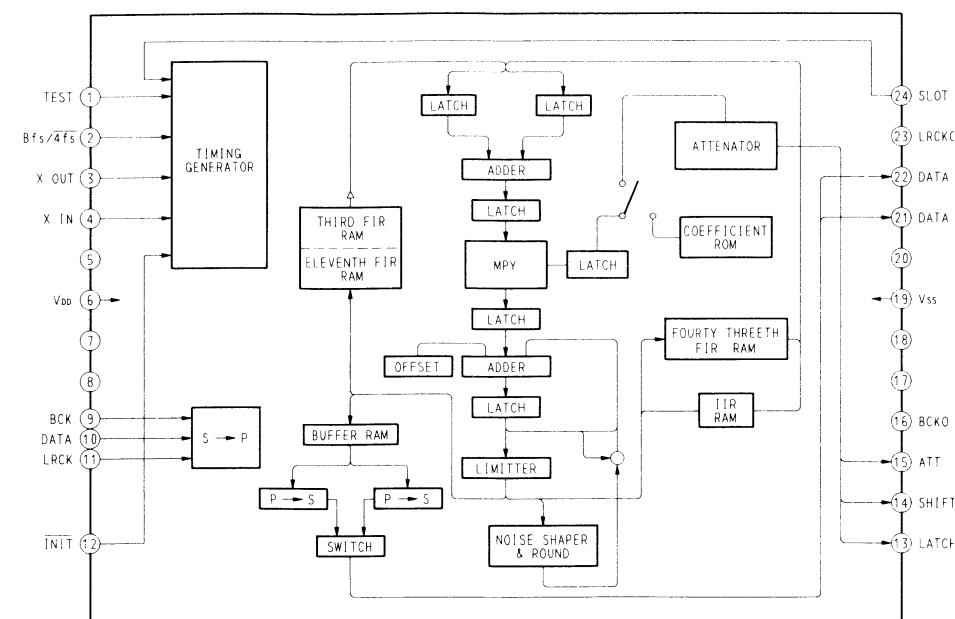 TEST 1
Bfs/4fs 2
X OUT 3
X IN 4
5
VDD 6
7
8
BCK 9
DATA 10
LRCK 11
INIT 12
TIMING
GENERATOR
S → P
THIRD FIR
RAM
ELEVENTH FIR
RAM
BUFFER RAM
P → S
P → S
SWITCH
LATCH
LATCH
ADDER
LATCH
MPY
LATCH
LATCH
OFFSET
ADDER
LATCH
LIMITTER
NOISE SHAPER
& ROUND
ATTENATOR
COEFFICIENT
ROM
FOURTY THREETH
FIR RAM
IIR
RAM
24 SLOT
23 LRCKO
22 DATA
21 DATA
20
19 VSS
18
17
16 BCKO
15 ATT
14 SHIFT
13 LATCH